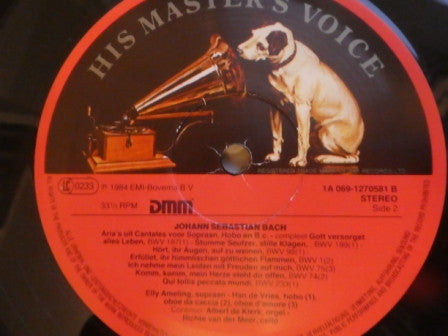 HIS MASTER'S VOICE
LC 0233
℗ 1984 EMI-Bovema B.V
33⅓ RPM
DMM
1A 069-1270581 B
STEREO
Side 2
JOHANN SEBASTIAN BACH
Aria's uit Cantates voor Sopraan, Hobo en B.c. - compleet Gott versorget
alles Leben, BWV 187(1) - Stumme Seufzer, stille Klagen, BWV 199(1)
Hört, ihr Augen, auf zu weinen, BWV 98(1)
Erfüllet, ihr himmlischen göttlichen Flammen, BWV 1(2)
Ich nehme mein Leiden mit Freuden auf mich, BWV 75(3)
Komm, komm, mein Herze steht dir offen, BWV 74(2)
Qui tollis peccata mundi, BWV 233(1)
Elly Ameling, sopraan - Han de Vries, hobo (1),
oboe da caccia (2), oboe d'amore (3)
Continuo: Albert de Klerk, orgel
Richte van der Meer, cello